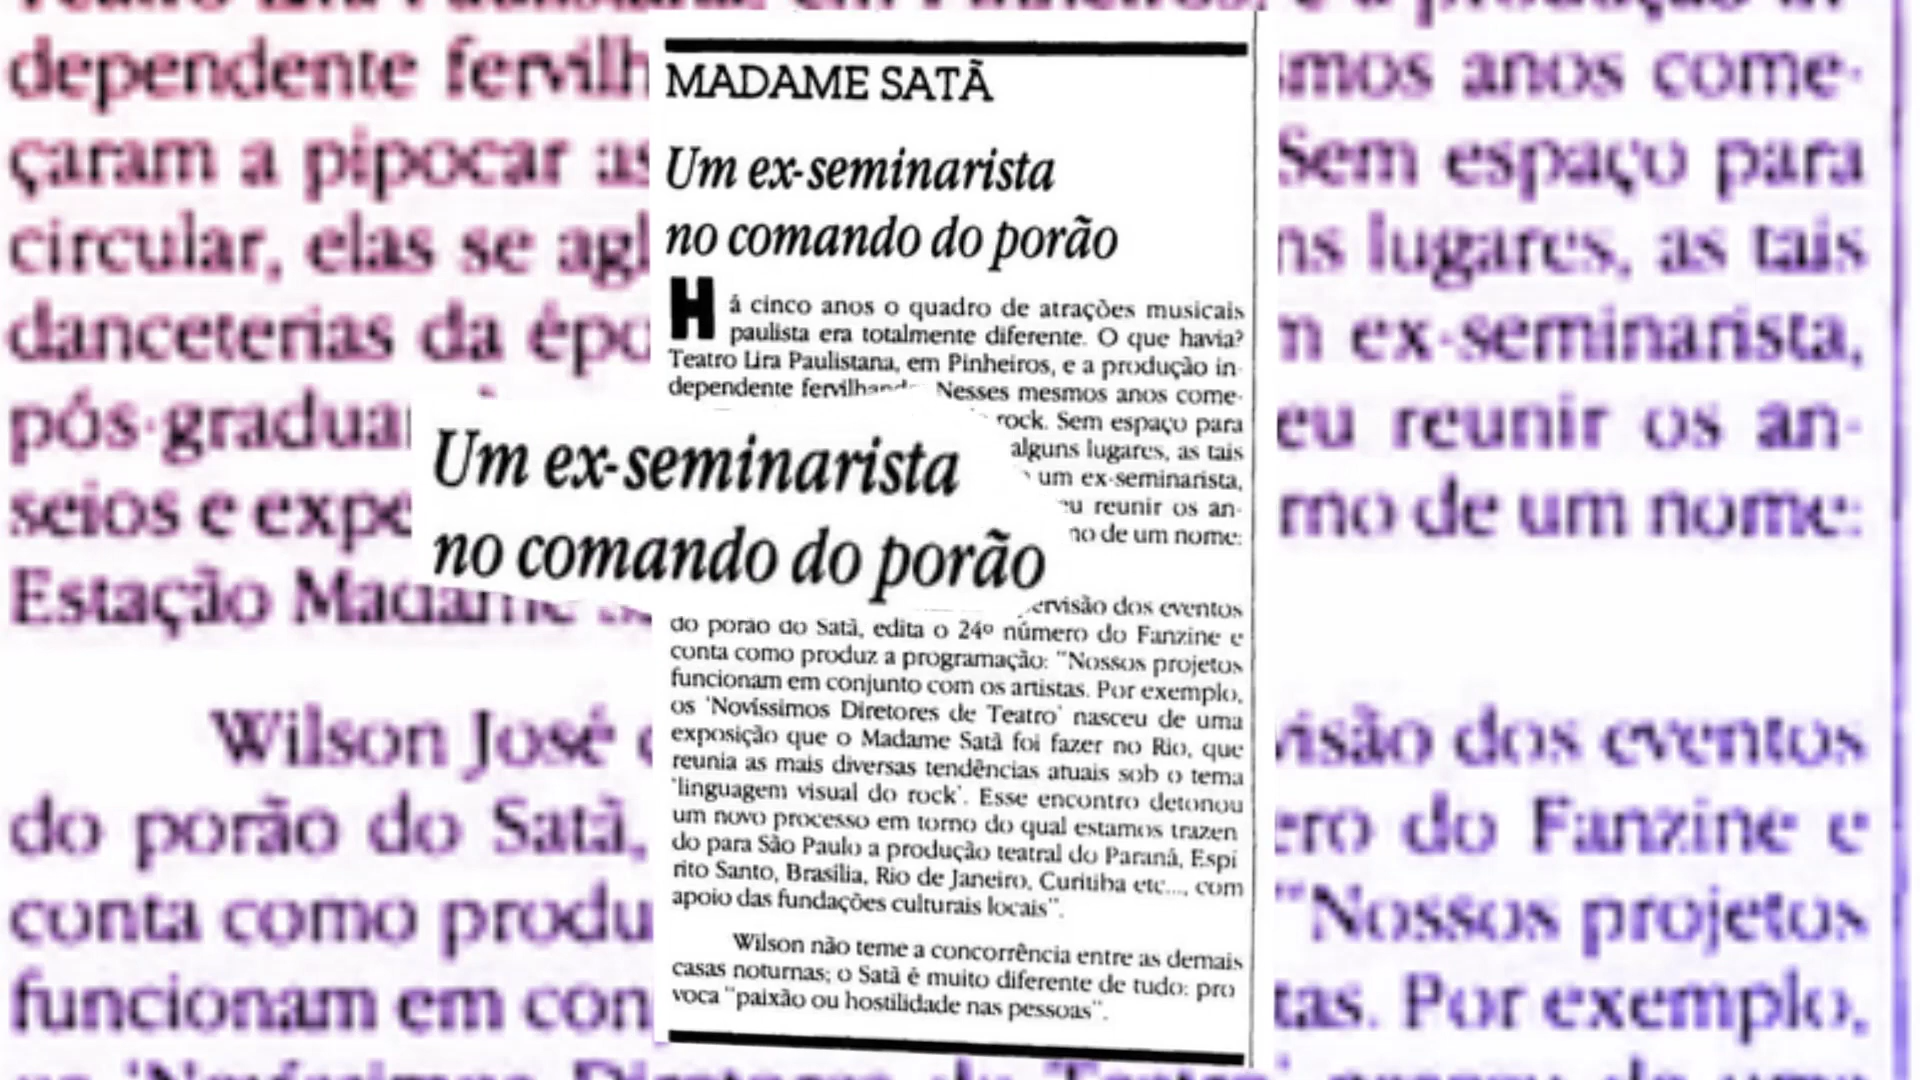 MADAME SATÃ
Um ex-seminarista
no comando do porão
Há cinco anos o quadro de atrações musicais
paulista era totalmente diferente. O que havia?
Teatro Lira Paulistana, em Pinheiros, e a produção in-
dependente fervilhando. Nesses mesmos anos come-
rock. Sem espaço para
alguns lugares, as tais
um ex-seminarista,
eu reunir os an-
no de um nome:
Um ex-seminarista
no comando do porão
ervisão dos eventos
do porão do Satã, edita o 24º número do Fanzine e
conta como produz a programação: "Nossos projetos
funcionam em conjunto com os artistas. Por exemplo,
os 'Novíssimos Diretores de Teatro' nasceu de uma
exposição que o Madame Satã foi fazer no Rio, que
reunia as mais diversas tendências atuais sob o tema
'linguagem visual do rock'. Esse encontro detonou
um novo processo em torno do qual estamos trazen
do para São Paulo a produção teatral do Paraná, Espí
rito Santo, Brasília, Rio de Janeiro, Curitiba etc..., com
apoio das fundações culturais locais".
Wilson não teme a concorrência entre as demais
casas noturnas; o Satã é muito diferente de tudo: pro
voca "paixão ou hostilidade nas pessoas".
dependente fervilh
mos anos come-
çaram a pipocar as
Sem espaço para
circular, elas se agl
ns lugares, as tais
danceterias da épo
m ex-seminarista,
pós-gradua
eu reunir os an-
seios e expe
rno de um nome:
Estação Madame
Wilson José
visão dos eventos
do porão do Satã,
ero do Fanzine e
conta como produ
"Nossos projetos
funcionam em con
tas. Por exemplo,